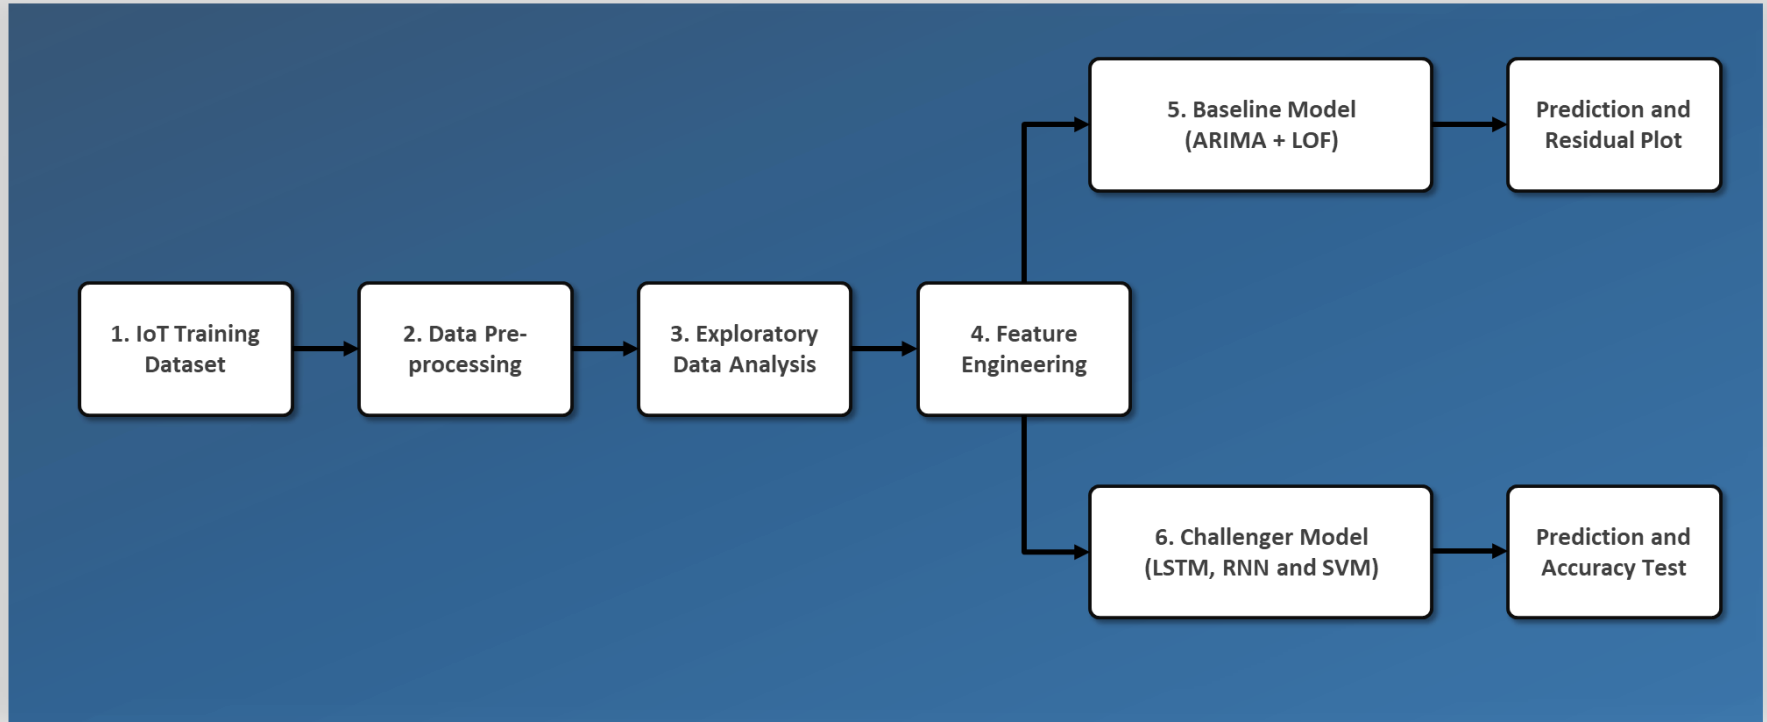 1. IoT Training
Dataset
2. Data Pre-
processing
3. Exploratory
Data Analysis
4. Feature
Engineering
5. Baseline Model
(ARIMA + LOF)
Prediction and
Residual Plot
6. Challenger Model
(LSTM, RNN and SVM)
Prediction and
Accuracy Test